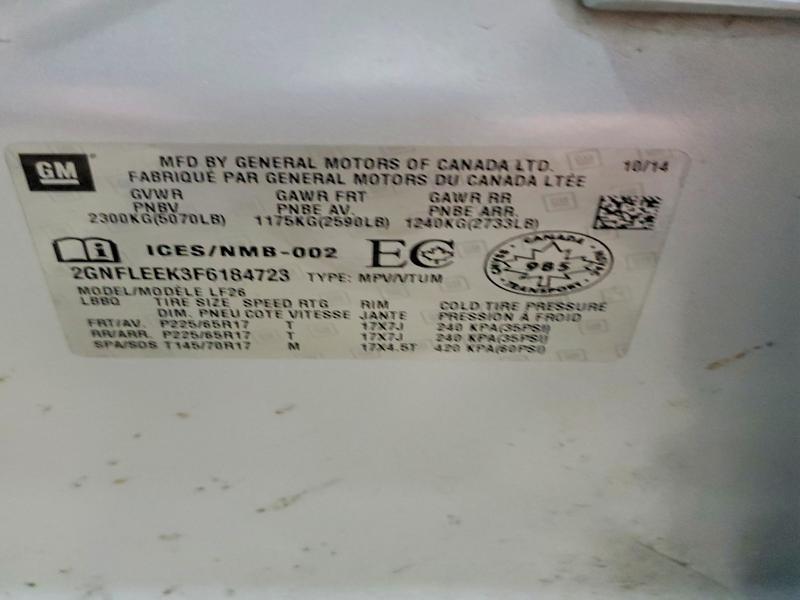 GM MFD BY GENERAL MOTORS OF CANADA LTD. 10/14
FABRIQUÉ PAR GENERAL MOTORS DU CANADA LTÉE
GVWR GAWR FRT GAWR RR
PNBV PNBE AV. PNBE ARR.
2300KG(5070LB) 1175KG(2590LB) 1240KG(2733LB)
ICES/NMB-002 EC CANADA 985 TRANSPORT
2GNFLEEK3F6184723 TYPE: MPV/VTUM
MODEL/MODÈLE LF26
LBBQ TIRE SIZE SPEED RTG RIM COLD TIRE PRESSURE
DIM. PNEU COTE VITESSE JANTE PRESSION À FROID
FRT/AV. P225/65R17 T 17X7J 240 KPA(35PSI)
RR/ARR. P225/65R17 T 17X7J 240 KPA(35PSI)
SPA/SDS T145/70R17 M 17X4.5T 420 KPA(60PSI)